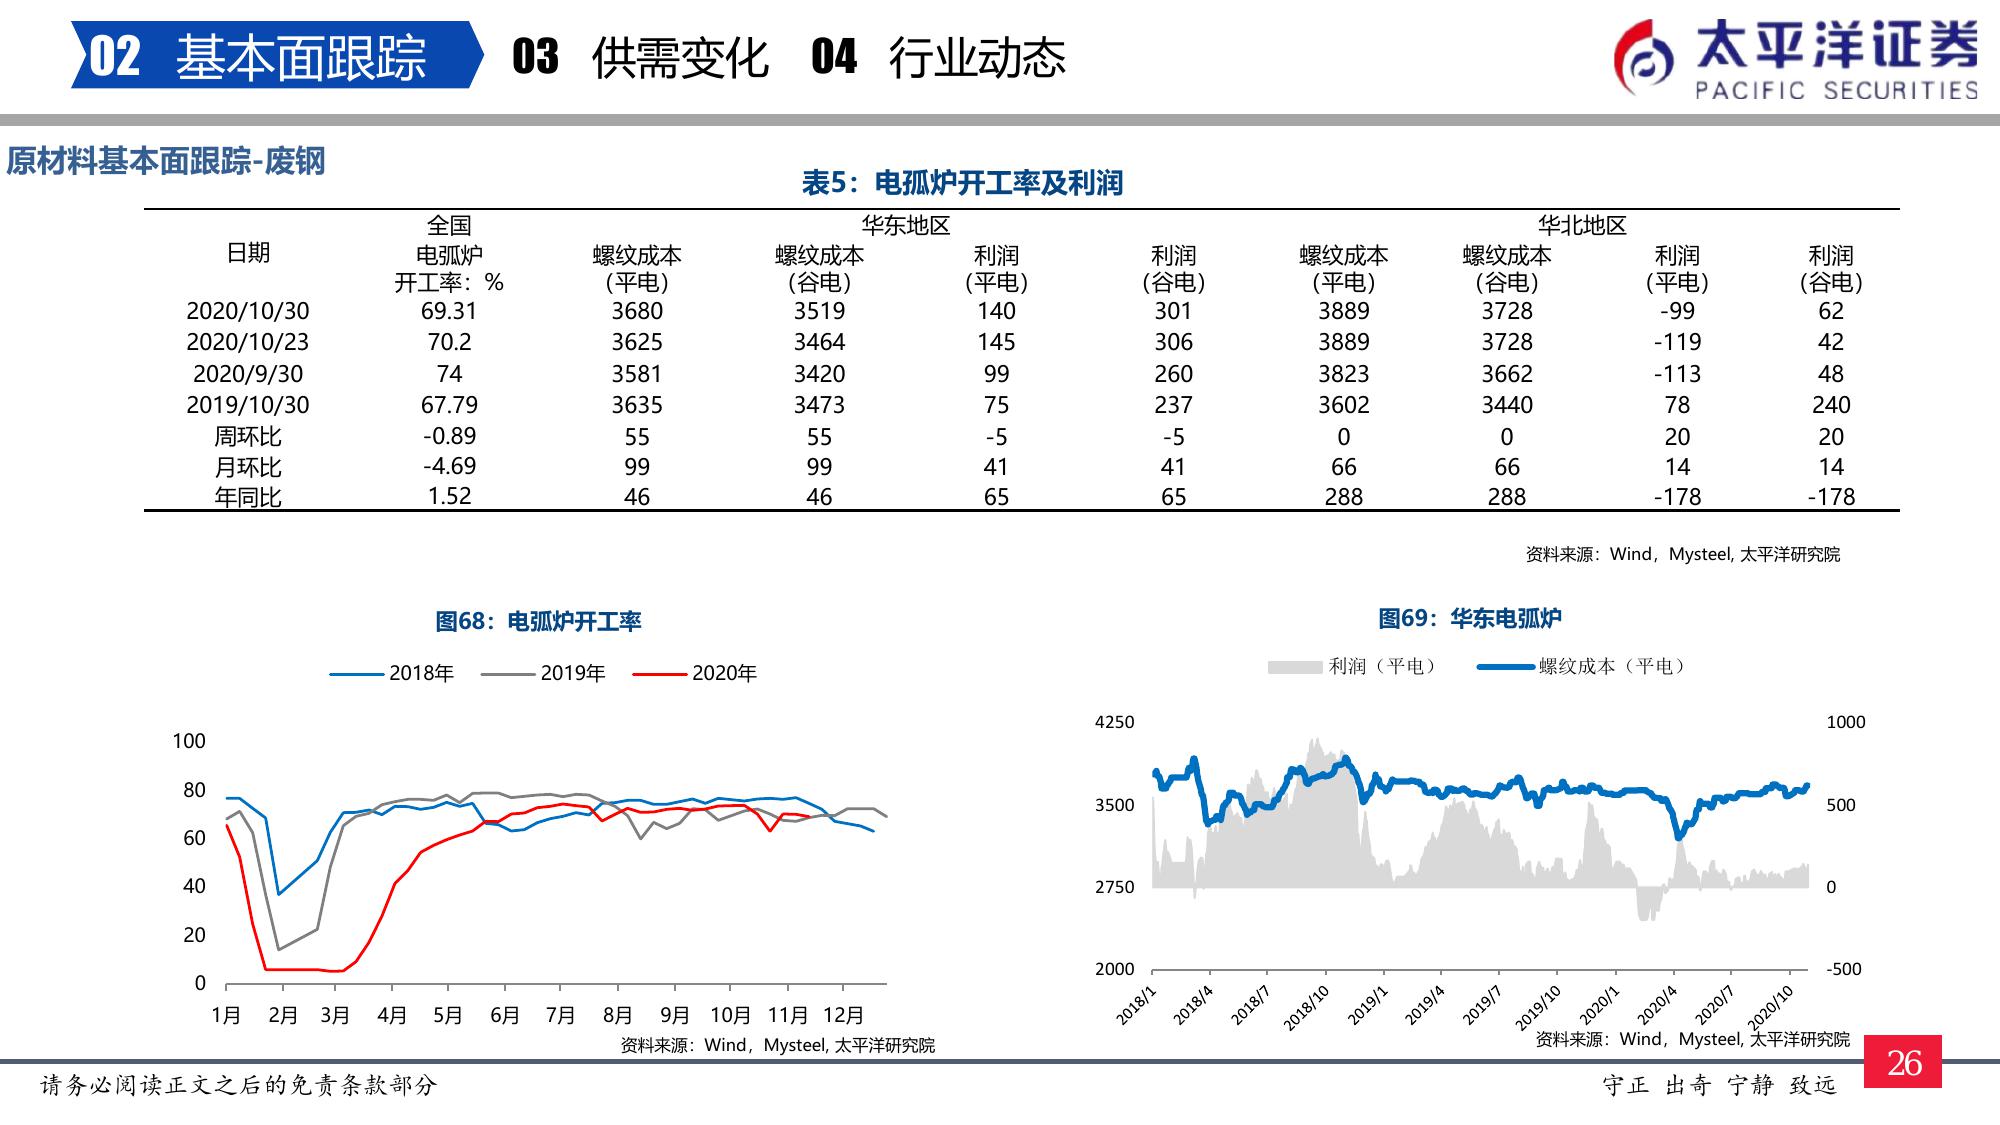 02 基本面跟踪 03 供需变化 04 行业动态
太平洋证券
PACIFIC SECURITIES
原材料基本面跟踪-废钢
表5：电弧炉开工率及利润
全国 华东地区 华北地区
日期 电弧炉 螺纹成本 螺纹成本 利润 利润 螺纹成本 螺纹成本 利润 利润
开工率：% （平电） （谷电） （平电） （谷电） （平电） （谷电） （平电） （谷电）
2020/10/30 69.31 3680 3519 140 301 3889 3728 -99 62
2020/10/23 70.2 3625 3464 145 306 3889 3728 -119 42
2020/9/30 74 3581 3420 99 260 3823 3662 -113 48
2019/10/30 67.79 3635 3473 75 237 3602 3440 78 240
周环比 -0.89 55 55 -5 -5 0 0 20 20
月环比 -4.69 99 99 41 41 66 66 14 14
年同比 1.52 46 46 65 65 288 288 -178 -178
资料来源：Wind，Mysteel, 太平洋研究院
图68：电弧炉开工率
2018年 2019年 2020年
100
80
60
40
20
0
1月 2月 3月 4月 5月 6月 7月 8月 9月 10月 11月 12月
资料来源：Wind，Mysteel, 太平洋研究院
图69：华东电弧炉
利润（平电） 螺纹成本（平电）
4250 1000
3500 500
2750 0
2000 -500
2018/1 2018/4 2018/7 2018/10 2019/1 2019/4 2019/7 2019/10 2020/1 2020/4 2020/7 2020/10
资料来源：Wind，Mysteel, 太平洋研究院
26
请务必阅读正文之后的免责条款部分
守正 出奇 宁静 致远